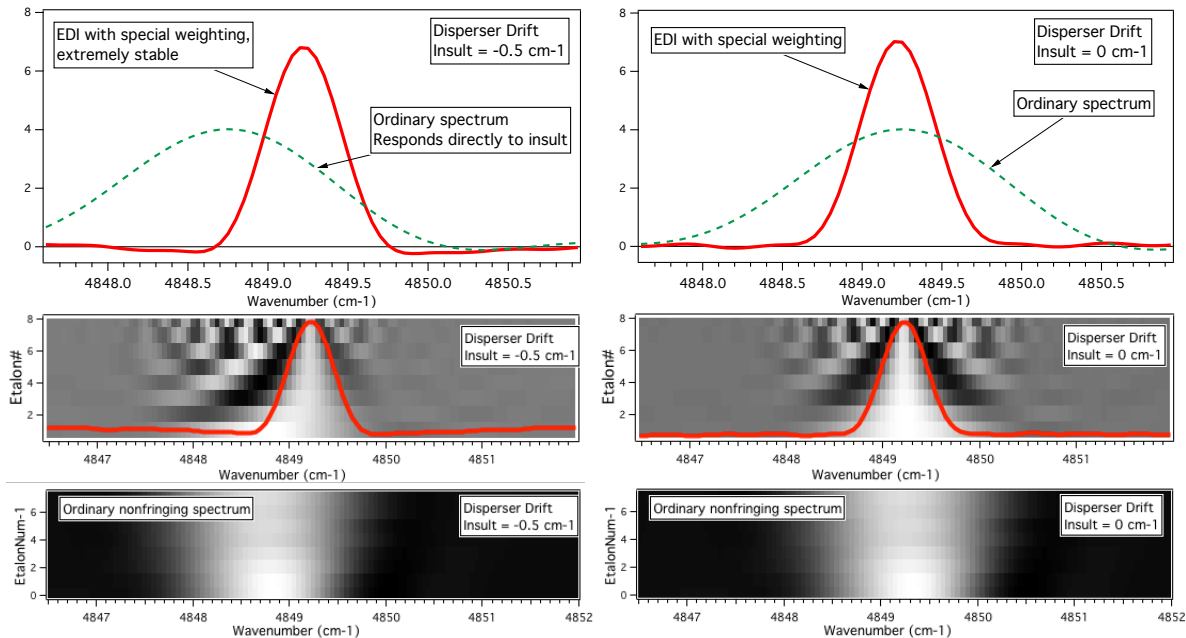 8
6
4
2
0
EDI with special weighting,
extremely stable
Disperser Drift
Insult = -0.5 cm-1
Ordinary spectrum
Responds directly to insult
4848.0 4848.5 4849.0 4849.5 4850.0 4850.5
Wavenumber (cm-1)
8
6
4
2
0
EDI with special weighting
Disperser Drift
Insult = 0 cm-1
Ordinary spectrum
4848.0 4848.5 4849.0 4849.5 4850.0 4850.5
Wavenumber (cm-1)
Etalon#
8
6
4
2
Disperser Drift
Insult = -0.5 cm-1
4847 4848 4849 4850 4851
Wavenumber (cm-1)
8
6
4
2
Disperser Drift
Insult = 0 cm-1
4847 4848 4849 4850 4851
Wavenumber (cm-1)
EtalonNum-1
6
4
2
0
Ordinary nonfringing spectrum
Disperser Drift
Insult = -0.5 cm-1
4847 4848 4849 4850 4851 4852
Wavenumber (cm-1)
EtalonNum-1
6
4
2
0
Ordinary nonfringing spectrum
Disperser Drift
Insult = 0 cm-1
4847 4848 4849 4850 4851 4852
Wavenumber (cm-1)